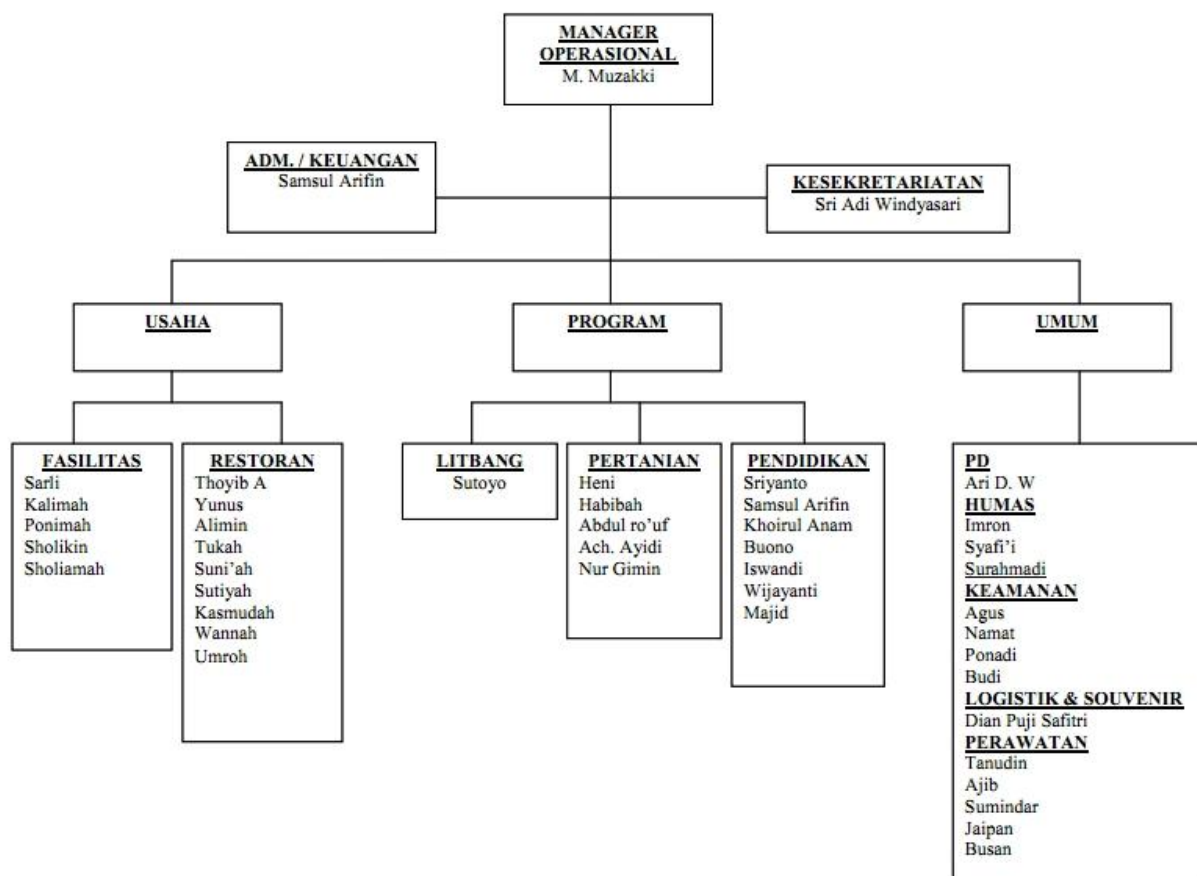 MANAGER
OPERASIONAL
M. Muzakki
ADM. / KEUANGAN
Samsul Arifin
KESEKRETARIATAN
Sri Adi Windyasari
USAHA
PROGRAM
UMUM
FASILITAS
Sarli
Kalimah
Ponimah
Sholikin
Sholiamah
RESTORAN
Thoyib A
Yunus
Alimin
Tukah
Suni'ah
Sutiyah
Kasmudah
Wannah
Umroh
LITBANG
Sutoyo
PERTANIAN
Heni
Habibah
Abdul ro'uf
Ach. Ayidi
Nur Gimin
PENDIDIKAN
Sriyanto
Samsul Arifin
Khoirul Anam
Buono
Iswandi
Wijayanti
Majid
PD
Ari D. W
HUMAS
Imron
Syafi'i
Surahmadi
KEAMANAN
Agus
Namat
Ponadi
Budi
LOGISTIK & SOUVENIR
Dian Puji Safitri
PERAWATAN
Tanudin
Ajib
Sumindar
Jaipan
Busan